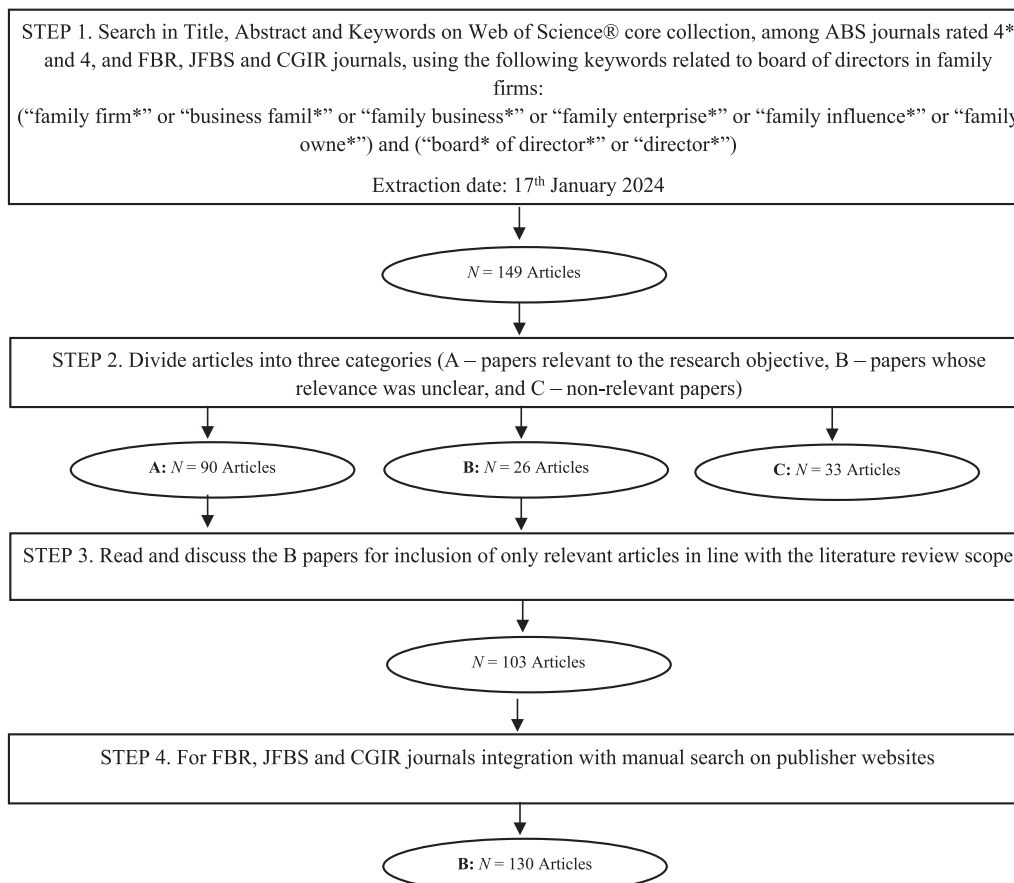 STEP 1. Search in Title, Abstract and Keywords on Web of Science® core collection, among ABS journals rated 4*
and 4, and FBR, JFBS and CGIR journals, using the following keywords related to board of directors in family
firms:
(“family firm*” or “business famil*” or “family business*” or “family enterprise*” or “family influence*” or “family
owne*”) and (“board* of director*” or “director*”)
Extraction date: 17th January 2024
N = 149 Articles
STEP 2. Divide articles into three categories (A – papers relevant to the research objective, B – papers whose
relevance was unclear, and C – non-relevant papers)
A: N = 90 Articles
B: N = 26 Articles
C: N = 33 Articles
STEP 3. Read and discuss the B papers for inclusion of only relevant articles in line with the literature review scope
N = 103 Articles
STEP 4. For FBR, JFBS and CGIR journals integration with manual search on publisher websites
B: N = 130 Articles